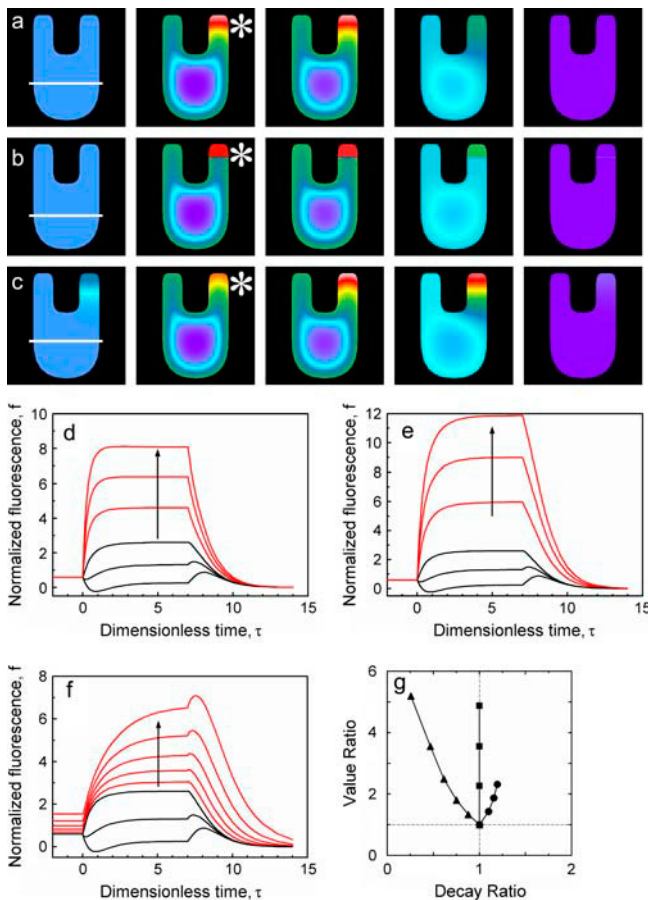 a
*
b
*
c
*
d
10
8
6
4
2
0
Normalized fluorescence, f
0 5 10 15
Dimensionless time, τ
e
12
10
8
6
4
2
0
Normalized fluorescence, f
0 5 10 15
Dimensionless time, τ
f
8
6
4
2
0
Normalized fluorescence, f
0 5 10 15
Dimensionless time, τ
g
6
4
2
0
Value Ratio
0 1 2
Decay Ratio